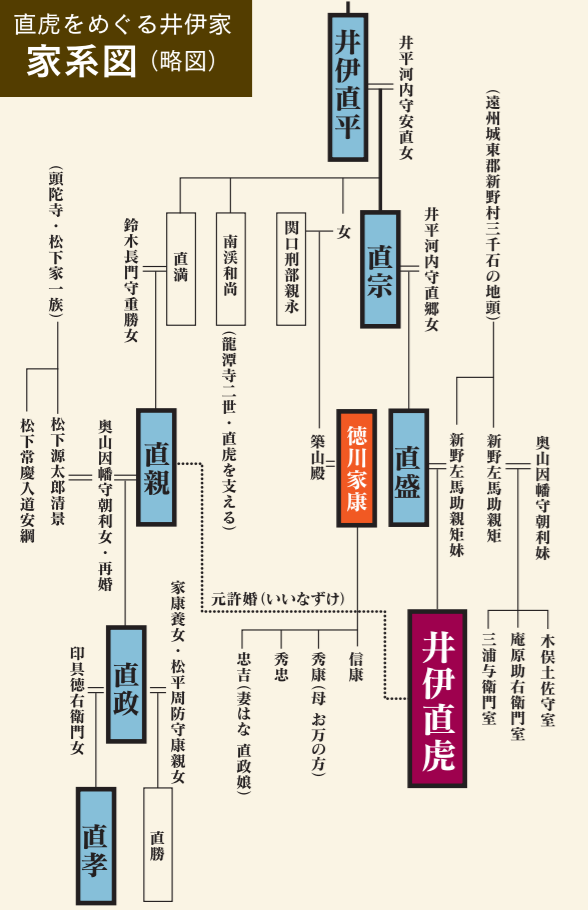 直虎をめぐる井伊家
家系図（略図）
井伊直平
井平河内守安直女
（遠州城東郡新野村三千石の地頭）
（頭陀寺・松下家一族）
鈴木長門守重勝女
直満
南渓和尚
（龍潭寺二世・直虎を支える）
関口刑部親永
女
直宗
井平河内守直郷女
松下常慶入道安綱
松下源太郎清景
奥山因幡守朝利女・再婚
直親
築山殿
徳川家康
直盛
新野左馬助親矩妹
新野左馬助親矩
奥山因幡守朝利妹
元許婚（いいなずけ）
印具徳右衛門女
直政
家康養女・松平周防守康親女
忠吉（妻はな 直政娘）
秀忠
秀康（母 お万の方）
信康
井伊直虎
三浦与衛門室
庵原助右衛門室
木俣土佐守室
直孝
直勝